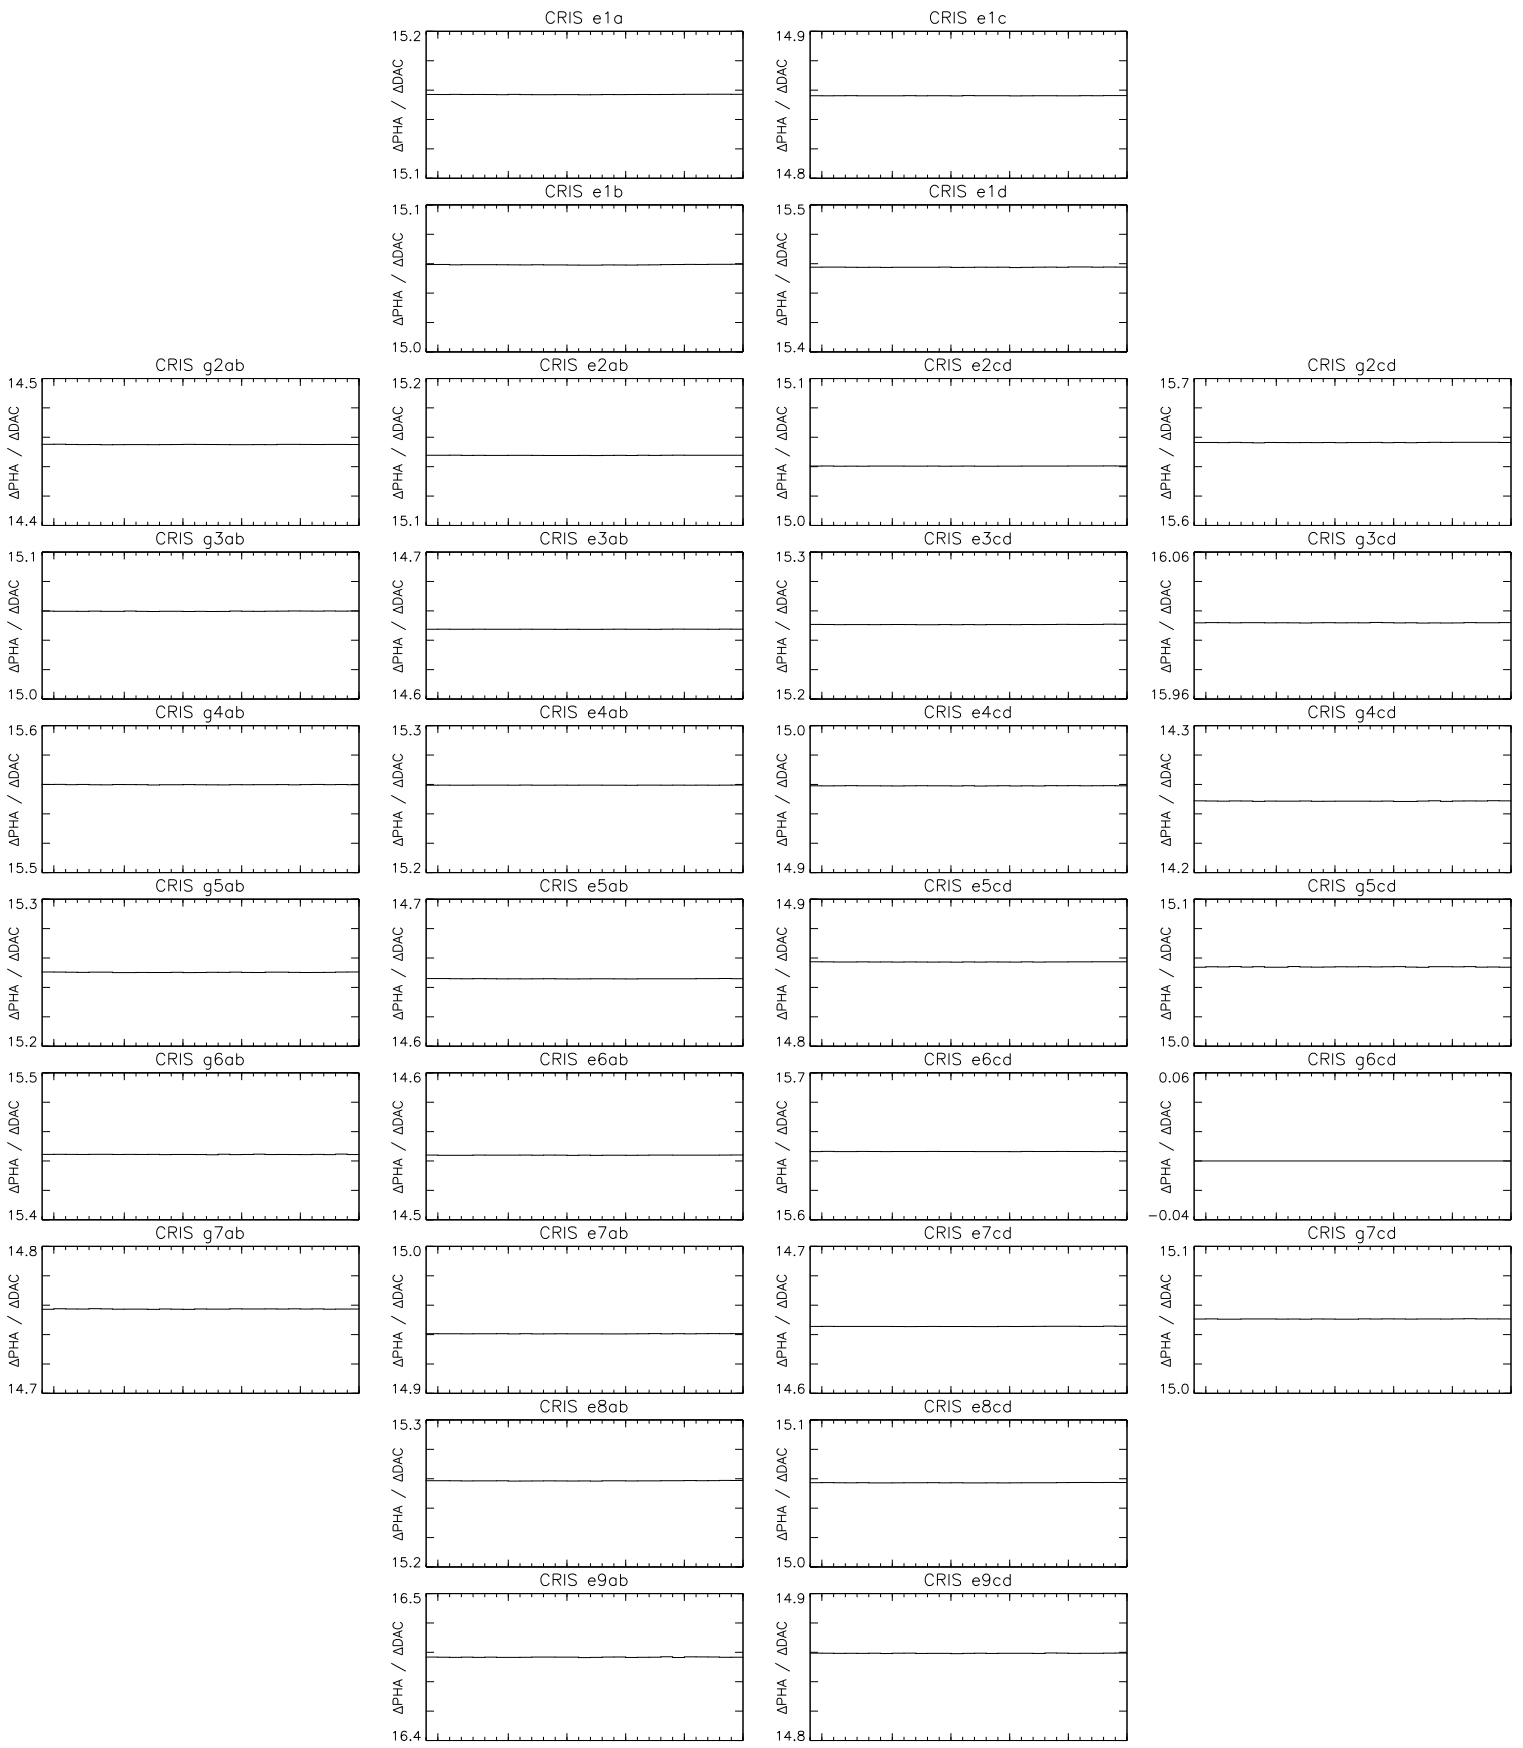 CRIS e1a
15.2
ΔPHA / ΔDAC
15.1
CRIS e1c
14.9
ΔPHA / ΔDAC
14.8
CRIS e1b
15.1
ΔPHA / ΔDAC
15.0
CRIS e1d
15.5
ΔPHA / ΔDAC
15.4
CRIS g2ab
14.5
ΔPHA / ΔDAC
14.4
CRIS e2ab
15.2
ΔPHA / ΔDAC
15.1
CRIS e2cd
15.1
ΔPHA / ΔDAC
15.0
CRIS g2cd
15.7
ΔPHA / ΔDAC
15.6
CRIS g3ab
15.1
ΔPHA / ΔDAC
15.0
CRIS e3ab
14.7
ΔPHA / ΔDAC
14.6
CRIS e3cd
15.3
ΔPHA / ΔDAC
15.2
CRIS g3cd
16.06
ΔPHA / ΔDAC
15.96
CRIS g4ab
15.6
ΔPHA / ΔDAC
15.5
CRIS e4ab
15.3
ΔPHA / ΔDAC
15.2
CRIS e4cd
15.0
ΔPHA / ΔDAC
14.9
CRIS g4cd
14.3
ΔPHA / ΔDAC
14.2
CRIS g5ab
15.3
ΔPHA / ΔDAC
15.2
CRIS e5ab
14.7
ΔPHA / ΔDAC
14.6
CRIS e5cd
14.9
ΔPHA / ΔDAC
14.8
CRIS g5cd
15.1
ΔPHA / ΔDAC
15.0
CRIS g6ab
15.5
ΔPHA / ΔDAC
15.4
CRIS e6ab
14.6
ΔPHA / ΔDAC
14.5
CRIS e6cd
15.7
ΔPHA / ΔDAC
15.6
CRIS g6cd
0.06
ΔPHA / ΔDAC
−0.04
CRIS g7ab
14.8
ΔPHA / ΔDAC
14.7
CRIS e7ab
15.0
ΔPHA / ΔDAC
14.9
CRIS e7cd
14.7
ΔPHA / ΔDAC
14.6
CRIS g7cd
15.1
ΔPHA / ΔDAC
15.0
CRIS e8ab
15.3
ΔPHA / ΔDAC
15.2
CRIS e8cd
15.1
ΔPHA / ΔDAC
15.0
CRIS e9ab
16.5
ΔPHA / ΔDAC
16.4
CRIS e9cd
14.9
ΔPHA / ΔDAC
14.8